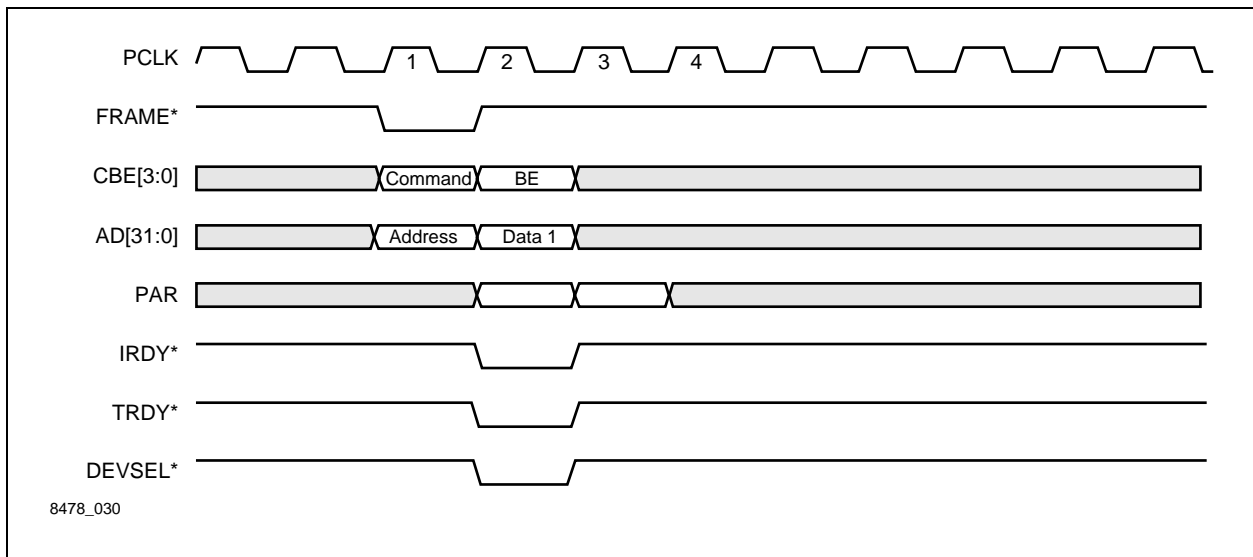 PCLK 1 2 3 4
FRAME*
CBE[3:0] Command BE
AD[31:0] Address Data 1
PAR
IRDY*
TRDY*
DEVSEL*
8478_030